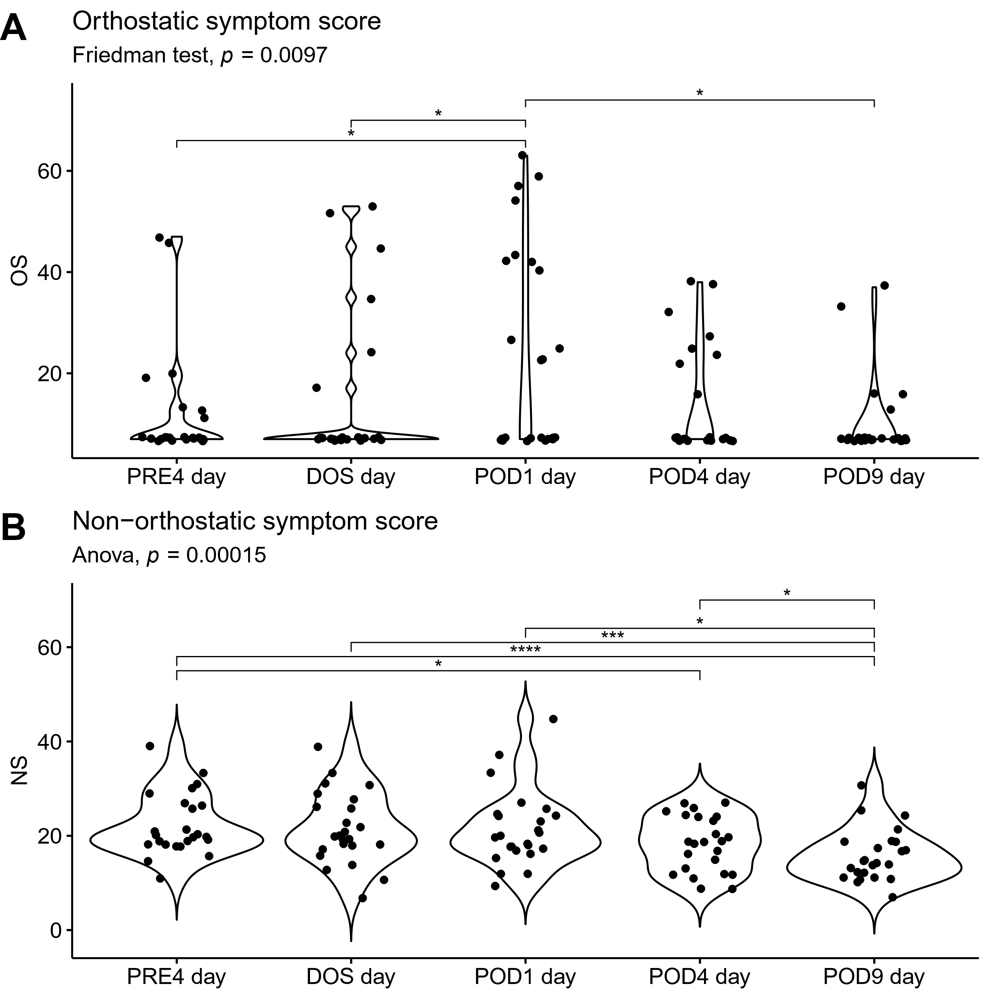 A
Orthostatic symptom score
Friedman test, p = 0.0097
*
*
*
60
40
20
OS
PRE4 day DOS day POD1 day POD4 day POD9 day
B
Non−orthostatic symptom score
Anova, p = 0.00015
*
*
***
****
*
60
40
20
0
NS
PRE4 day DOS day POD1 day POD4 day POD9 day